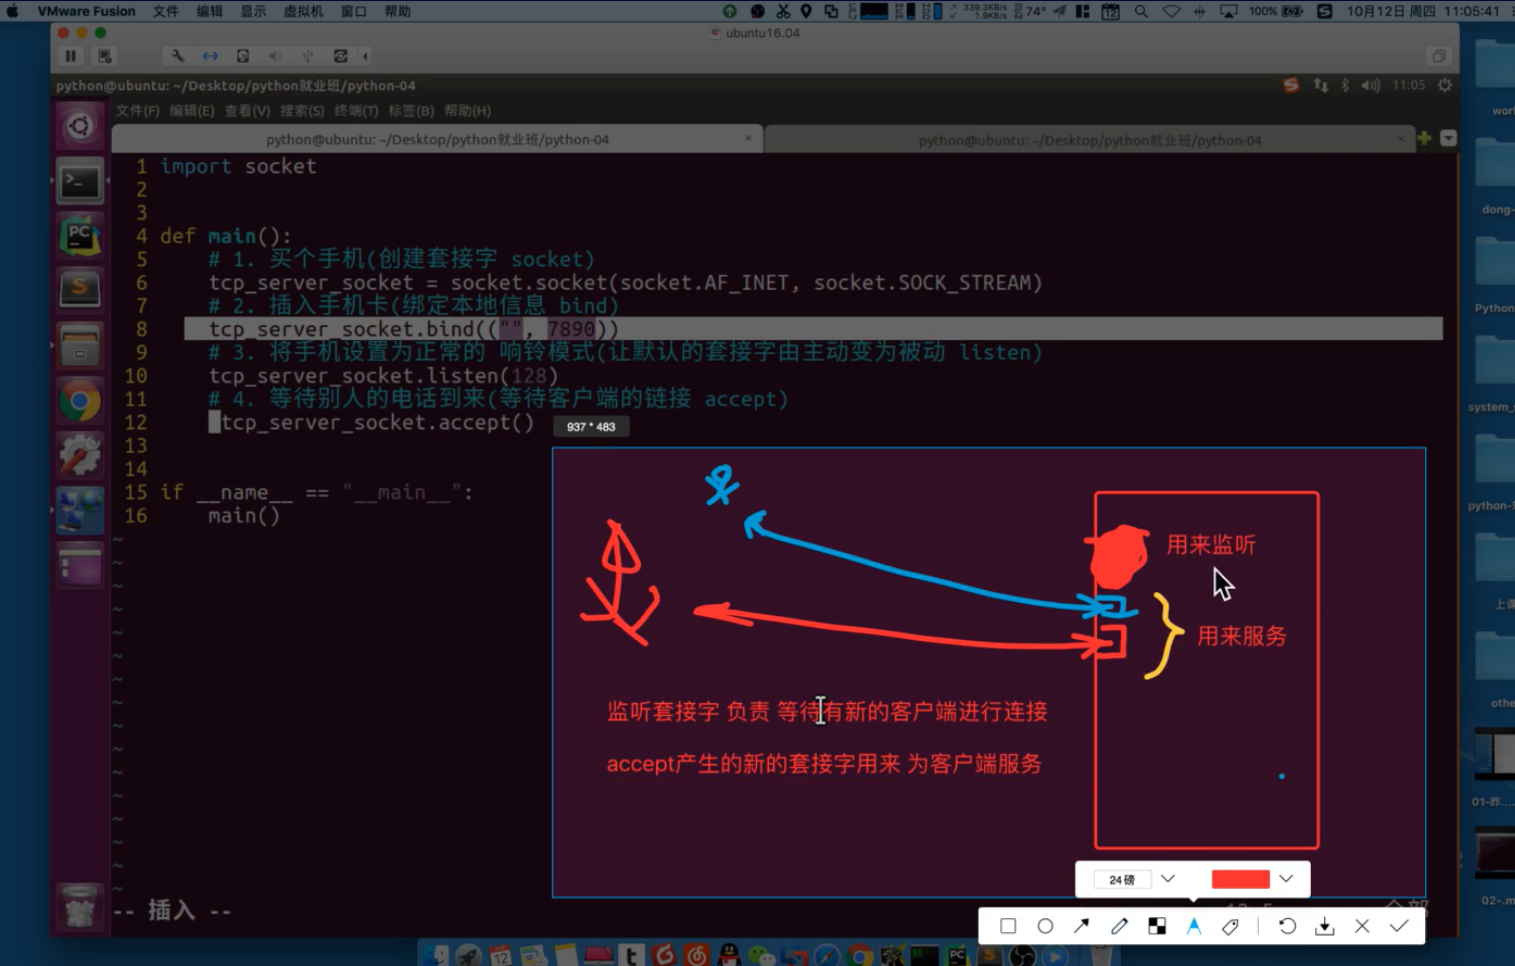 VMware Fusion 文件 编辑 显示 虚拟机 窗口 帮助 339.3KB/s 1.9KB/s 74° 12 100% 10月12日 周四 11:05:41
ubuntu16.04
python@ubuntu: ~/Desktop/python就业班/python-04 11:05
文件(F) 编辑(E) 查看(V) 搜索(S) 终端(T) 标签(B) 帮助(H)
python@ubuntu: ~/Desktop/python就业班/python-04 × python@ubuntu: ~/Desktop/python就业班/python-04 ×
1 import socket
2
3
4 def main():
5 # 1. 买个手机(创建套接字 socket)
6 tcp_server_socket = socket.socket(socket.AF_INET, socket.SOCK_STREAM)
7 # 2. 插入手机卡(绑定本地信息 bind)
8 tcp_server_socket.bind(("", 7890))
9 # 3. 将手机设置为正常的 响铃模式(让默认的套接字由主动变为被动 listen)
10 tcp_server_socket.listen(128)
11 # 4. 等待别人的电话到来(等待客户端的链接 accept)
12 tcp_server_socket.accept()
13
14
15 if __name__ == "__main__":
16 main()
937 * 483
用来监听
用来服务
监听套接字 负责 等待有新的客户端进行连接
accept产生的新的套接字用来 为客户端服务
24 磅
-- 插入 --
dong-
Python
system_
python-
上课
othe
01-昨....
02-.m